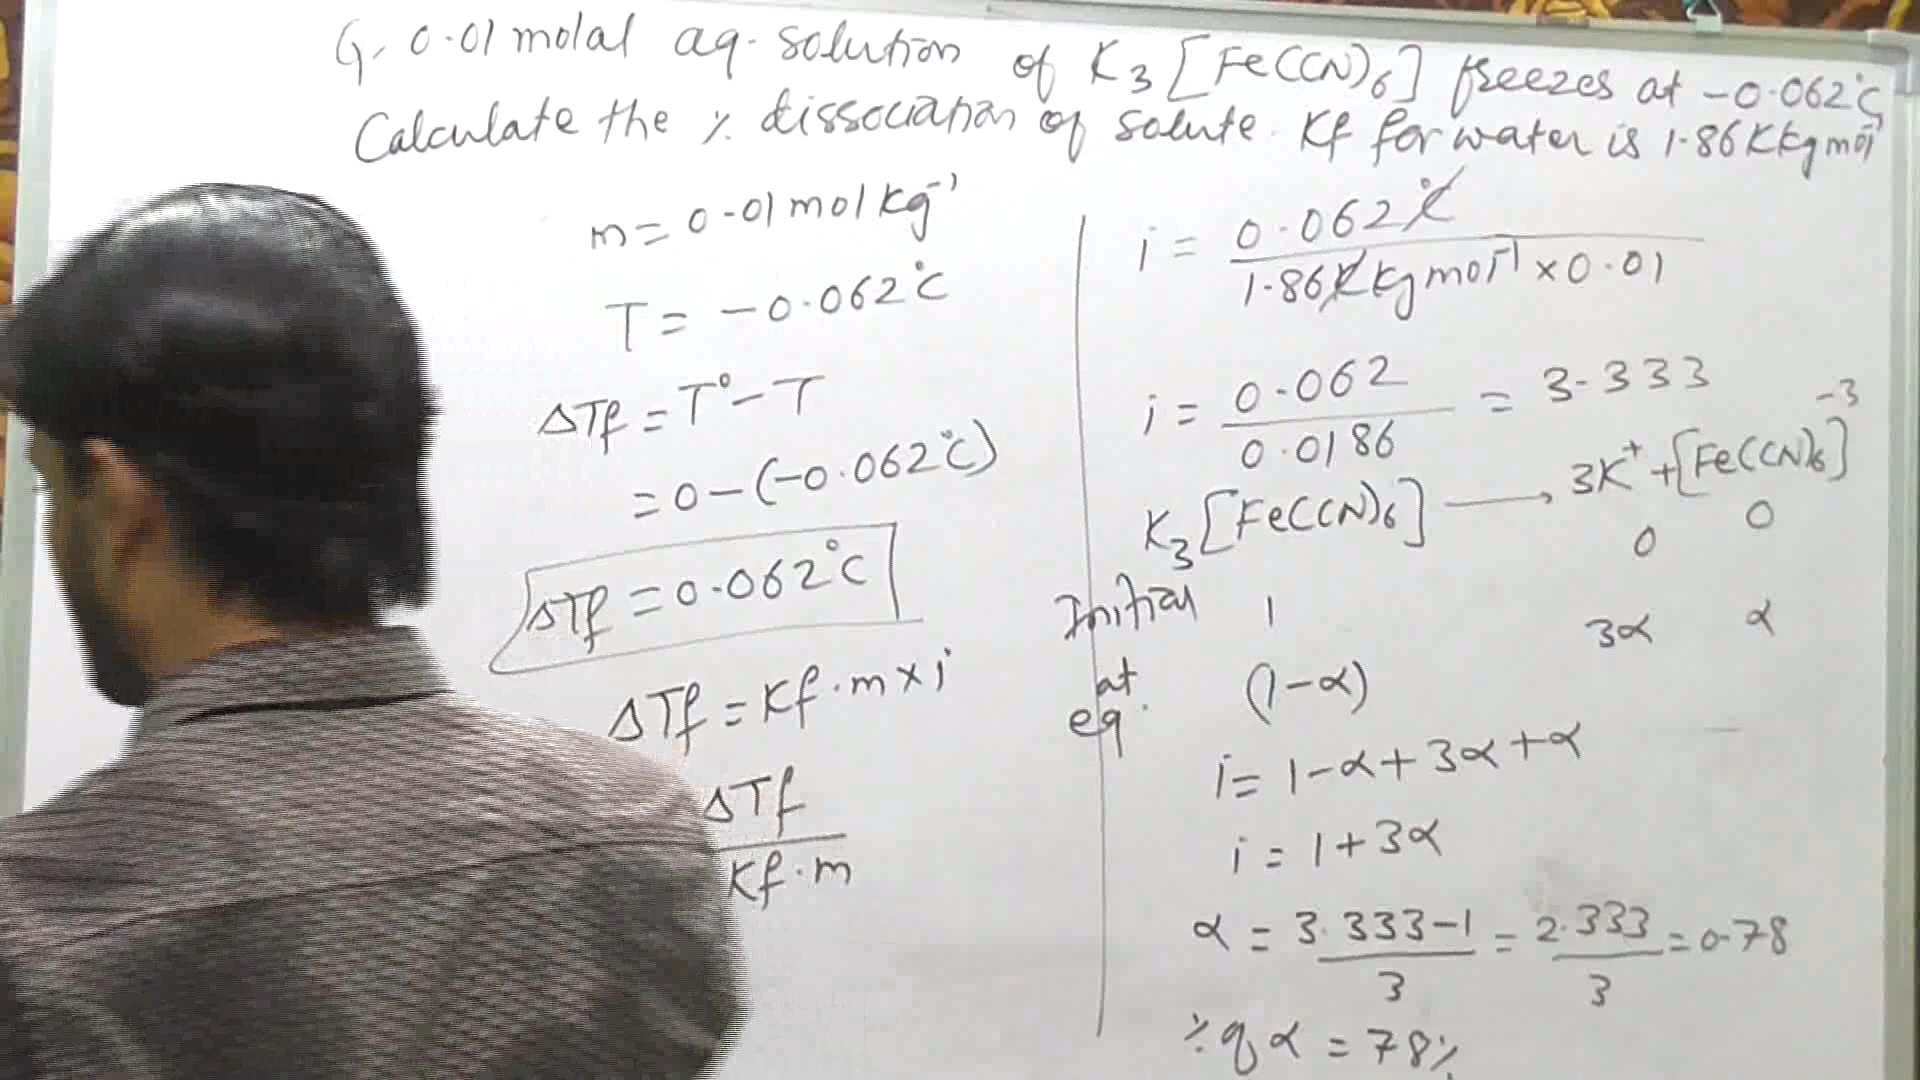 Q. 0.01 molal aq. solution of K₃[Fe(CN)₆] freezes at -0.062°C
Calculate the % dissociation of solute. Kf for water is 1.86 K kg mol⁻¹
m = 0.01 mol kg⁻¹
T = -0.062°C
ΔTf = T° - T
= 0 - (-0.062°C)
ΔTf = 0.062°C
ΔTf = Kf . m × i
ΔTf
Kf . m
i = 0.062°C / 1.86 K kg mol⁻¹ × 0.01
i = 0.062 / 0.0186 = 3.333
K₃[Fe(CN)₆] → 3K⁺ + [Fe(CN)₆]⁻³
Initial 1 0 0
at eq. (1-α) 3α α
i = 1 - α + 3α + α
i = 1 + 3α
α = 3.333 - 1 / 3 = 2.333 / 3 = 0.78
% of α = 78%